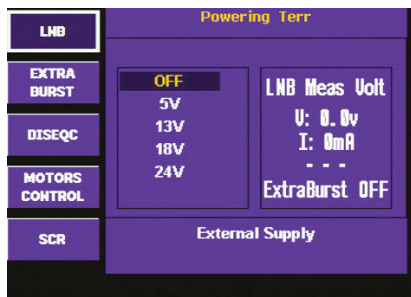 Powering Terr
LNB
EXTRA
BURST
DISEQC
MOTORS
CONTROL
SCR
OFF
5V
13V
18V
24V
LNB Meas Volt
V: 0.0v
I: 0mA
- - -
ExtraBurst OFF
External Supply